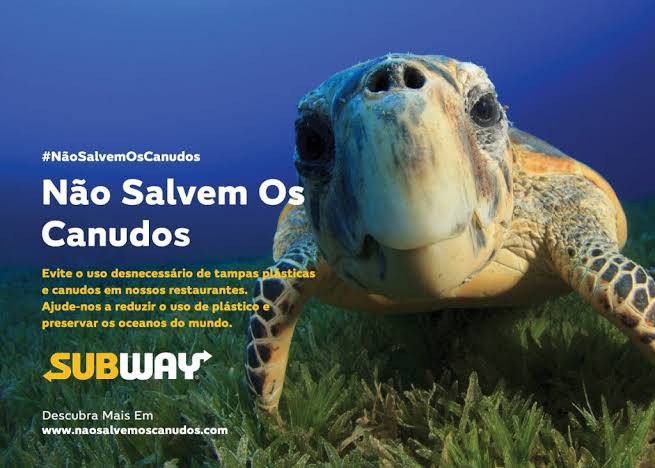 #NãoSalvemOsCanudos
Não Salvem Os
Canudos
Evite o uso desnecessário de tampas plásticas
e canudos em nossos restaurantes.
Ajude-nos a reduzir o uso de plástico e
preservar os oceanos do mundo.
SUBWAY®
Descubra Mais Em
www.naosalvemoscanudos.com